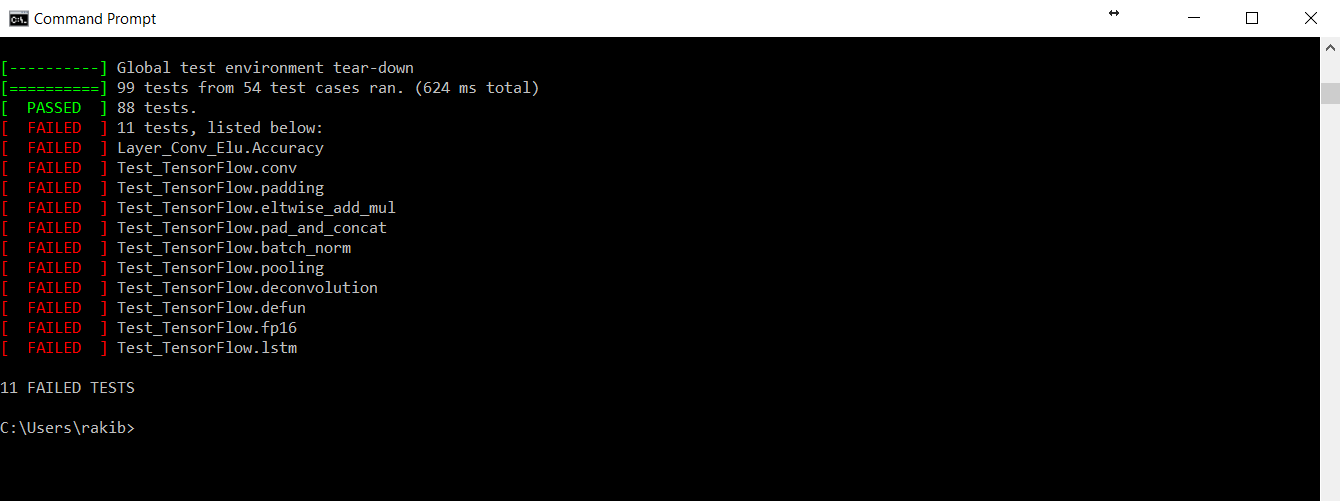 Command Prompt
[----------] Global test environment tear-down
[==========] 99 tests from 54 test cases ran. (624 ms total)
[  PASSED  ] 88 tests.
[  FAILED  ] 11 tests, listed below:
[  FAILED  ] Layer_Conv_Elu.Accuracy
[  FAILED  ] Test_TensorFlow.conv
[  FAILED  ] Test_TensorFlow.padding
[  FAILED  ] Test_TensorFlow.eltwise_add_mul
[  FAILED  ] Test_TensorFlow.pad_and_concat
[  FAILED  ] Test_TensorFlow.batch_norm
[  FAILED  ] Test_TensorFlow.pooling
[  FAILED  ] Test_TensorFlow.deconvolution
[  FAILED  ] Test_TensorFlow.defun
[  FAILED  ] Test_TensorFlow.fp16
[  FAILED  ] Test_TensorFlow.lstm
11 FAILED TESTS
C:\Users\rakib>